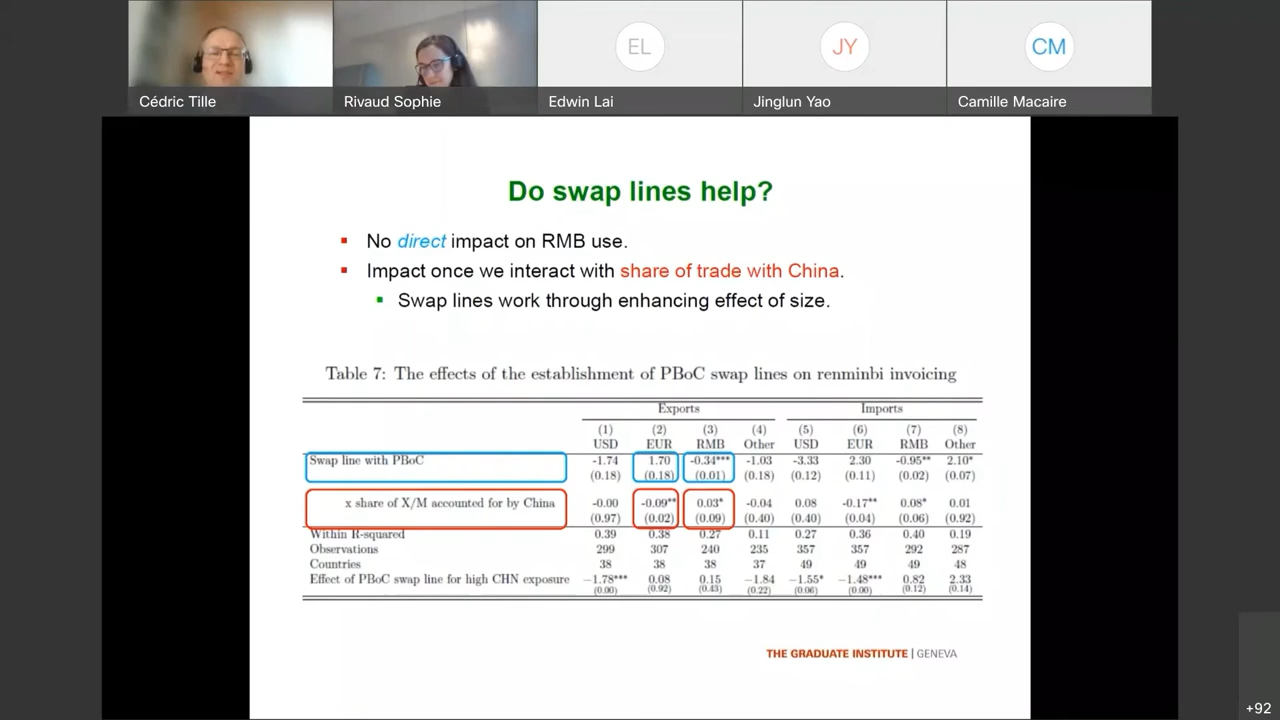 EL
JY
CM
Cédric Tille
Rivaud Sophie
Edwin Lai
Jinglun Yao
Camille Macaire
Do swap lines help?
No direct impact on RMB use.
Impact once we interact with share of trade with China.
Swap lines work through enhancing effect of size.
Table 7: The effects of the establishment of PBoC swap lines on renminbi invoicing
Exports Imports
(1) (2) (3) (4) (5) (6) (7) (8)
USD EUR RMB Other USD EUR RMB Other
Swap line with PBoC -1.74 1.70 -0.34*** -1.03 -3.33 2.30 -0.95** 2.10*
(0.18) (0.18) (0.01) (0.18) (0.12) (0.11) (0.02) (0.07)
x share of X/M accounted for by China -0.00 -0.09** 0.03* -0.04 0.08 -0.17** 0.08* 0.01
(0.97) (0.02) (0.09) (0.40) (0.40) (0.04) (0.06) (0.92)
Within R-squared 0.39 0.38 0.27 0.11 0.27 0.36 0.40 0.19
Observations 299 307 240 235 357 357 292 287
Countries 38 38 38 37 49 49 49 48
Effect of PBoC swap line for high CHN exposure -1.78*** 0.08 0.15 -1.84 -1.55* -1.48*** 0.82 2.33
(0.00) (0.92) (0.43) (0.22) (0.06) (0.00) (0.12) (0.14)
THE GRADUATE INSTITUTE | GENEVA
+92